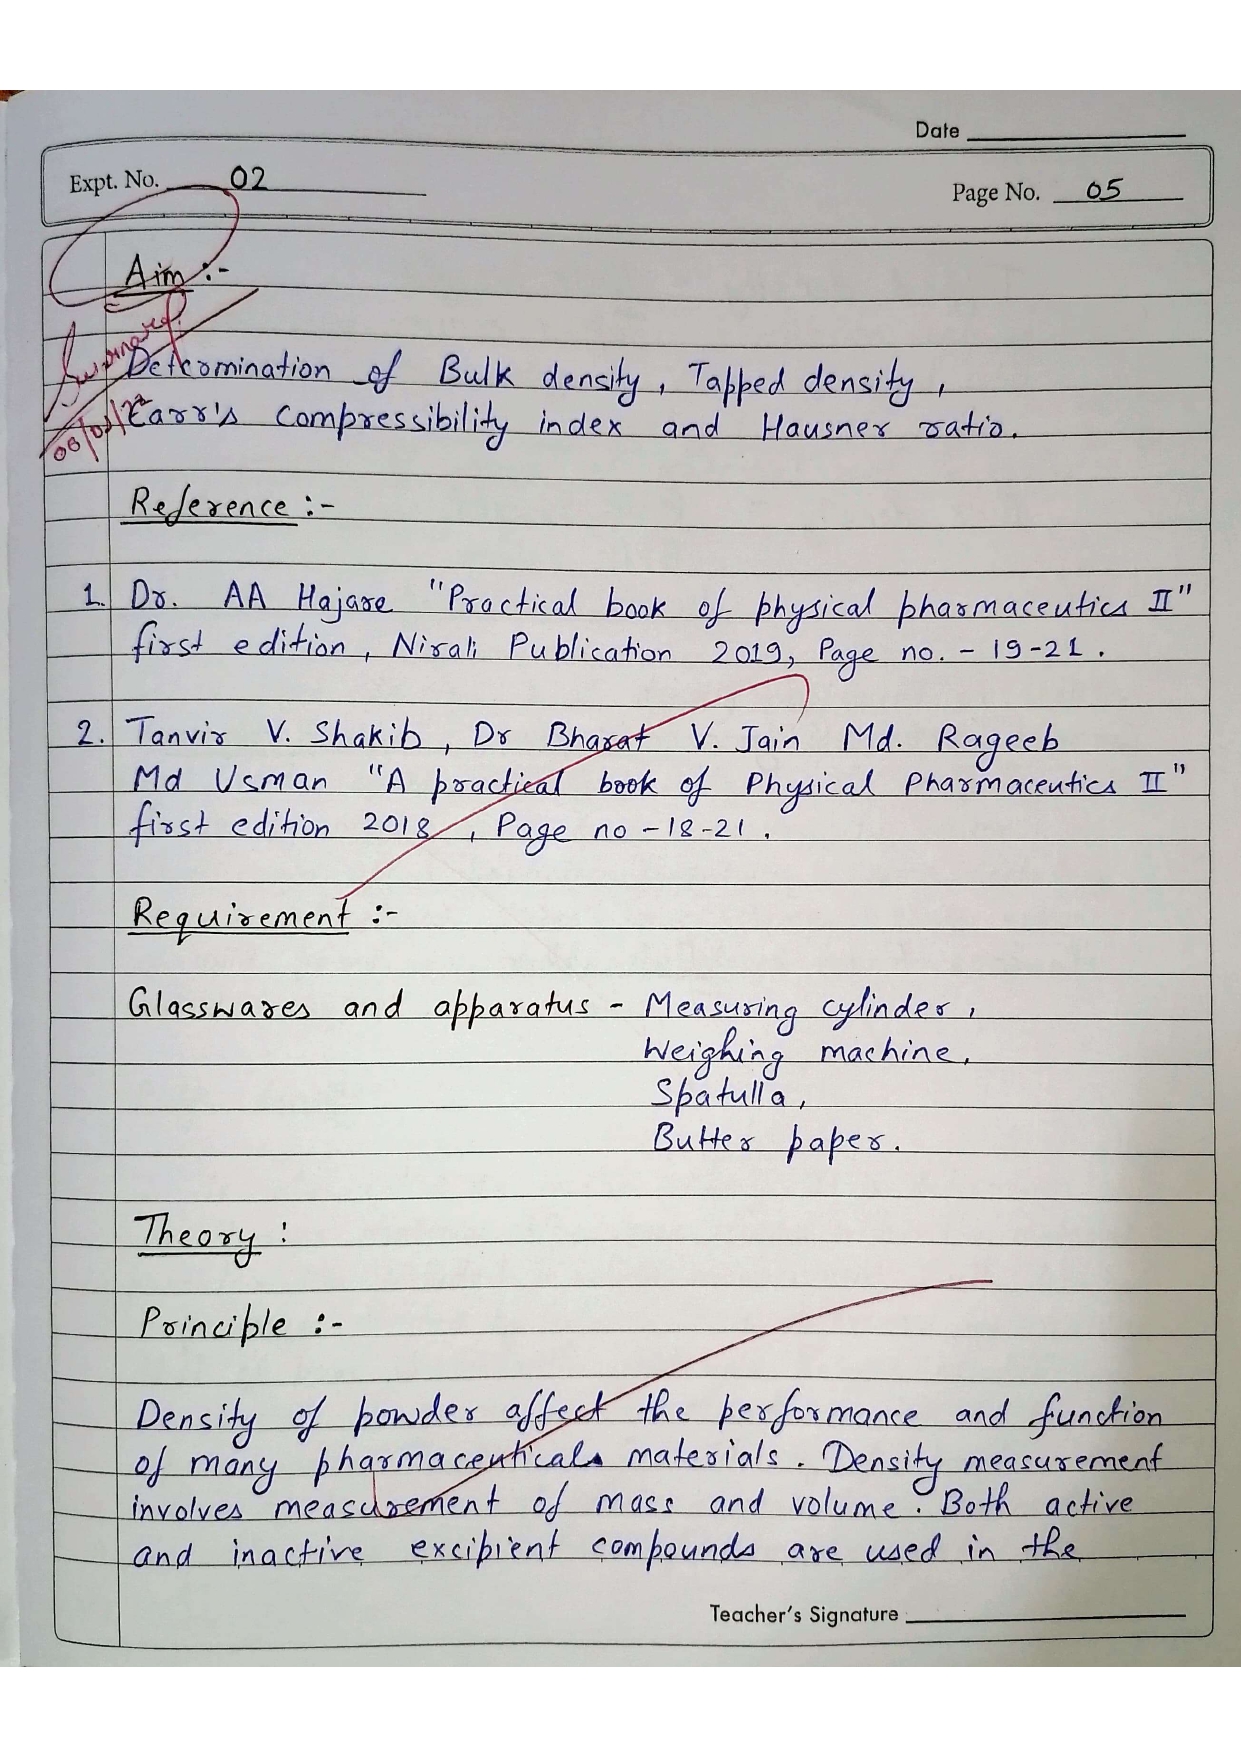 Date
Expt. No. 02
Page No. 05
Aim :-
Determination of Bulk density, Tapped density,
Carr's compressibility index and Hausner ratio.
Reference :-
1. Dr. AA Hajare "Practical book of physical pharmaceutics II"
first edition, Nirali Publication 2019, Page no. - 19-21.
2. Tanvir V. Shakib, Dr Bharat V. Jain Md. Rageeb
Md Usman "A practical book of Physical Pharmaceutics II"
first edition 2018, Page no - 18-21.
Requirement :-
Glasswares and apparatus - Measuring cylinder,
Weighing machine,
Spatulla,
Butter paper.
Theory :
Principle :-
Density of powder affect the performance and function
of many pharmaceuticals materials. Density measurement
involves measurement of mass and volume. Both active
and inactive excipient compounds are used in the
Teacher's Signature